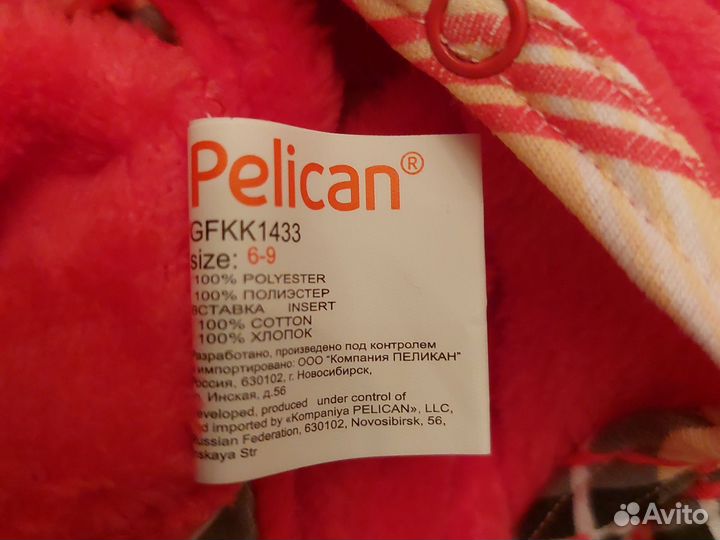 Pelican®
GFKK1433
size: 6-9
100% POLYESTER
100% ПОЛИЭСТЕР
ВСТАВКА INSERT
100% COTTON
100% ХЛОПОК
Разработано, произведено под контролем
и импортировано: ООО "Компания ПЕЛИКАН"
Россия, 630102, г. Новосибирск,
Инская, д.56
developed, produced under control of
and imported by «Kompaniya PELICAN», LLC,
Russian Federation, 630102, Novosibirsk, 56,
Inskaya Str
Avito